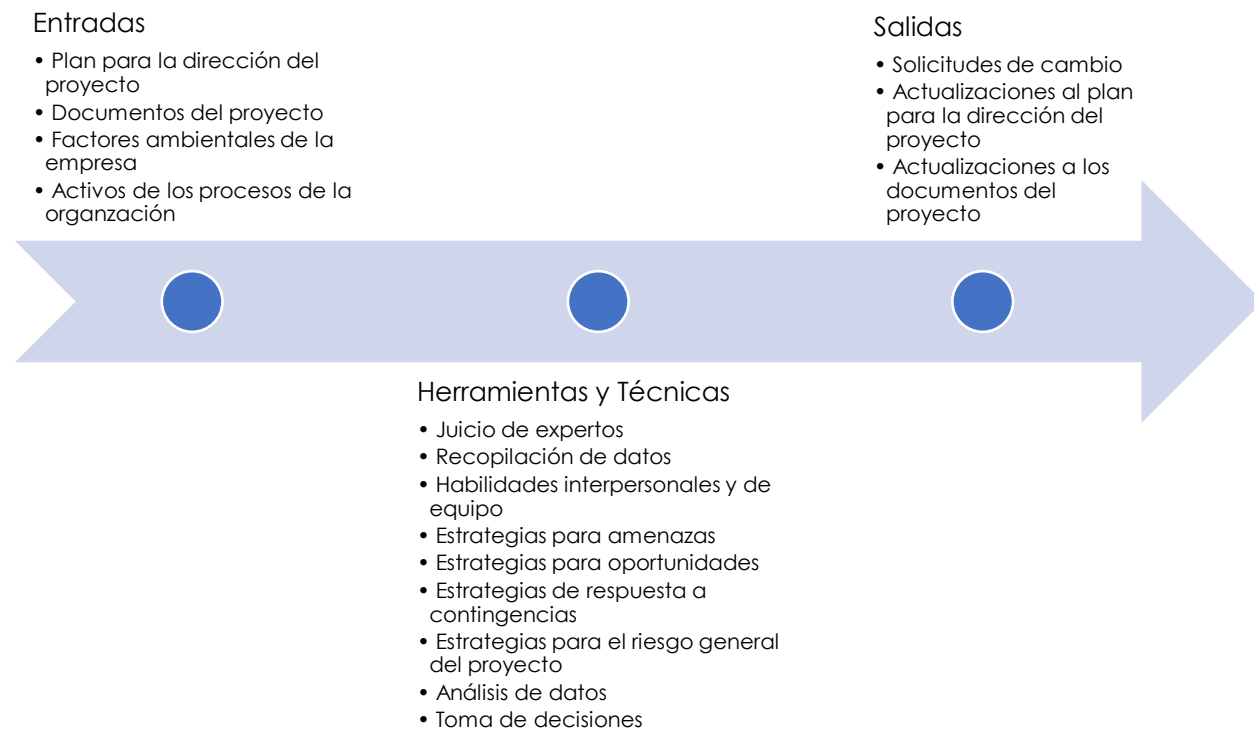 Entradas
• Plan para la dirección del
proyecto
• Documentos del proyecto
• Factores ambientales de la
empresa
• Activos de los procesos de la
organzación
Herramientas y Técnicas
• Juicio de expertos
• Recopilación de datos
• Habilidades interpersonales y de
equipo
• Estrategias para amenazas
• Estrategias para oportunidades
• Estrategias de respuesta a
contingencias
• Estrategias para el riesgo general
del proyecto
• Análisis de datos
• Toma de decisiones
Salidas
• Solicitudes de cambio
• Actualizaciones al plan
para la dirección del
proyecto
• Actualizaciones a los
documentos del
proyecto